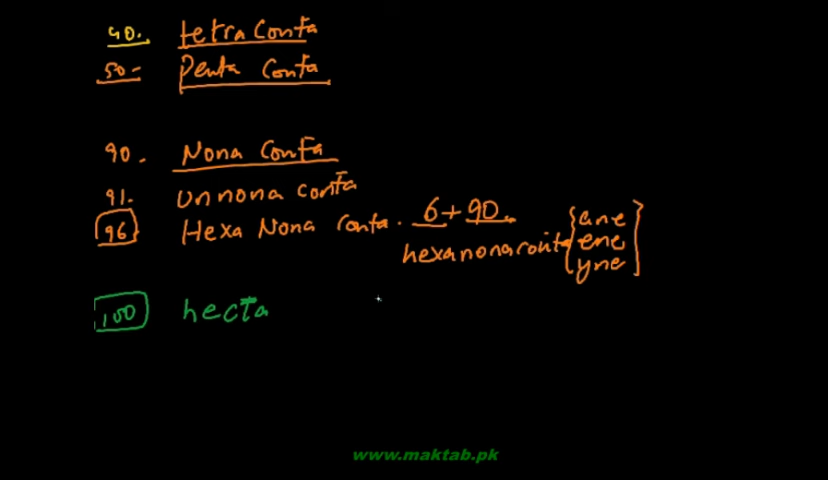 40. tetra Conta
50- Penta Conta
90. Nona Conta
91. Unnona conta
96 Hexa Nona Conta. 6+90.
hexanonaconta {ane
ene
yne}
100 hecta
www.maktab.pk